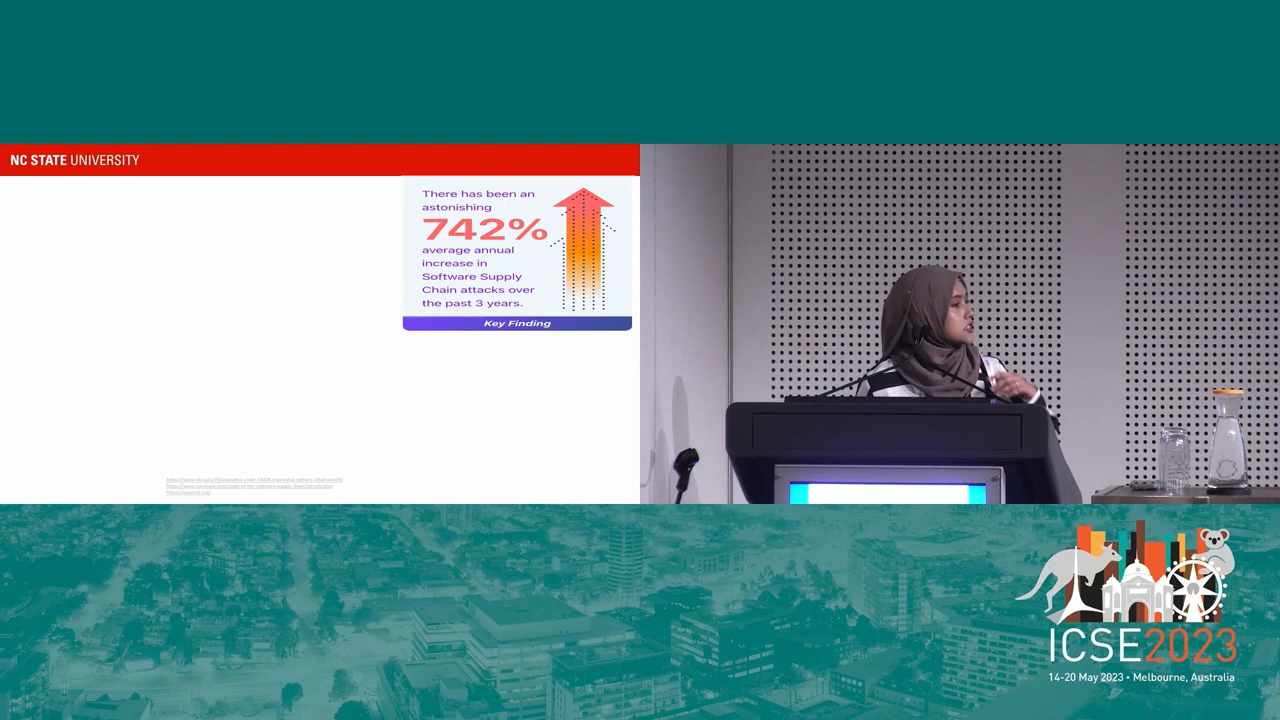 NC STATE UNIVERSITY
There has been an
astonishing
742%
average annual
increase in
Software Supply
Chain attacks over
the past 3 years.
Key Finding
ICSE2023
14-20 May 2023 • Melbourne, Australia